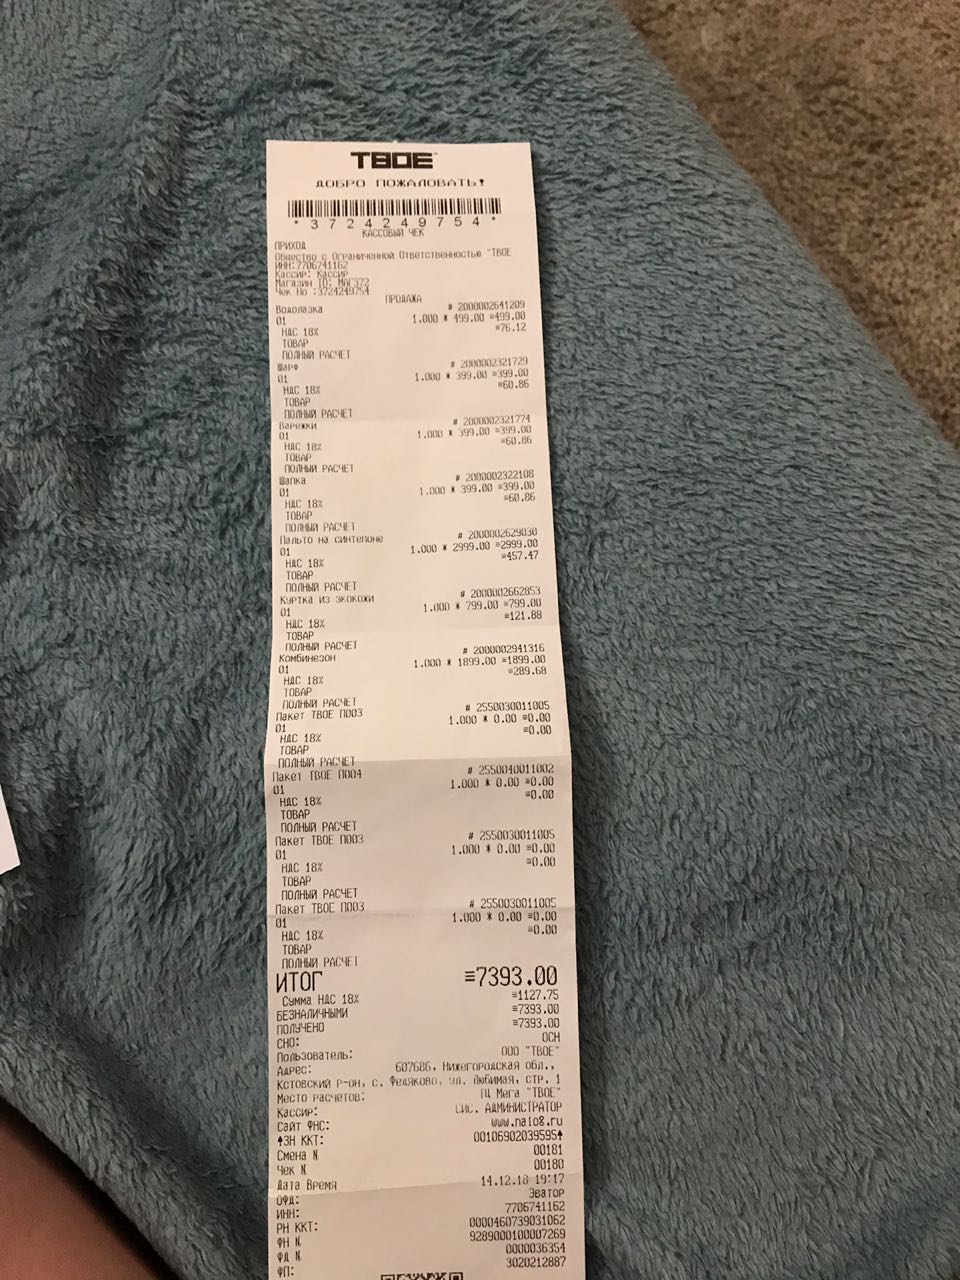 ТВОЕ
ДОБРО ПОЖАЛОВАТЬ!
*3724249754*
КАССОВЫЙ ЧЕК
ПРИХОД
Общество с Ограниченной Ответственностью "ТВОЕ
ИНН:7706741162
Кассир: Кассир
Магазин ID: МАГ372
Чек No :3724249754
ПРОДАЖА
Водолазка # 2000002641209
01 1.000 * 499.00 =499.00
НДС 18% =76.12
ТОВАР
ПОЛНЫЙ РАСЧЕТ
Шарф # 2000002321729
01 1.000 * 399.00 =399.00
НДС 18% =60.86
ТОВАР
ПОЛНЫЙ РАСЧЕТ
Варежки # 2000002321774
01 1.000 * 399.00 =399.00
НДС 18% =60.86
ТОВАР
ПОЛНЫЙ РАСЧЕТ
Шапка # 2000002322108
01 1.000 * 399.00 =399.00
НДС 18% =60.86
ТОВАР
ПОЛНЫЙ РАСЧЕТ
Пальто на синтепоне # 2000002629030
01 1.000 * 2999.00 =2999.00
НДС 18% =457.47
ТОВАР
ПОЛНЫЙ РАСЧЕТ
Куртка из экокожи # 2000002662853
01 1.000 * 799.00 =799.00
НДС 18% =121.88
ТОВАР
ПОЛНЫЙ РАСЧЕТ
Комбинезон # 2000002941316
01 1.000 * 1899.00 =1899.00
НДС 18% =289.68
ТОВАР
ПОЛНЫЙ РАСЧЕТ
Пакет ТВОЕ П003 # 2550030011005
01 1.000 * 0.00 =0.00
НДС 18% =0.00
ТОВАР
ПОЛНЫЙ РАСЧЕТ
Пакет ТВОЕ П004 # 2550040011002
01 1.000 * 0.00 =0.00
НДС 18% =0.00
ТОВАР
ПОЛНЫЙ РАСЧЕТ
Пакет ТВОЕ П003 # 2550030011005
01 1.000 * 0.00 =0.00
НДС 18% =0.00
ТОВАР
ПОЛНЫЙ РАСЧЕТ
Пакет ТВОЕ П003 # 2550030011005
01 1.000 * 0.00 =0.00
НДС 18% =0.00
ТОВАР
ПОЛНЫЙ РАСЧЕТ
ИТОГ =7393.00
Сумма НДС 18% =1127.75
БЕЗНАЛИЧНЫМИ =7393.00
ПОЛУЧЕНО =7393.00
СНО: ОСН
Пользователь: ООО "ТВОЕ"
Адрес: 607686, Нижегородская обл.,
Кстовский р-он, с. Федяково, ул. Любимая, стр. 1
Место расчетов: ТЦ Мега "ТВОЕ"
Кассир: СИС. АДМИНИСТРАТОР
Сайт ФНС: www.nalog.ru
ЗН ККТ: 00106902039595
Смена N 00181
Чек N 00180
Дата Время 14.12.18 19:17
ОФД: Эватор
ИНН: 7706741162
РН ККТ: 0000460739031062
ФН N 9289000100007269
ФД N 0000036354
ФП: 3020212887